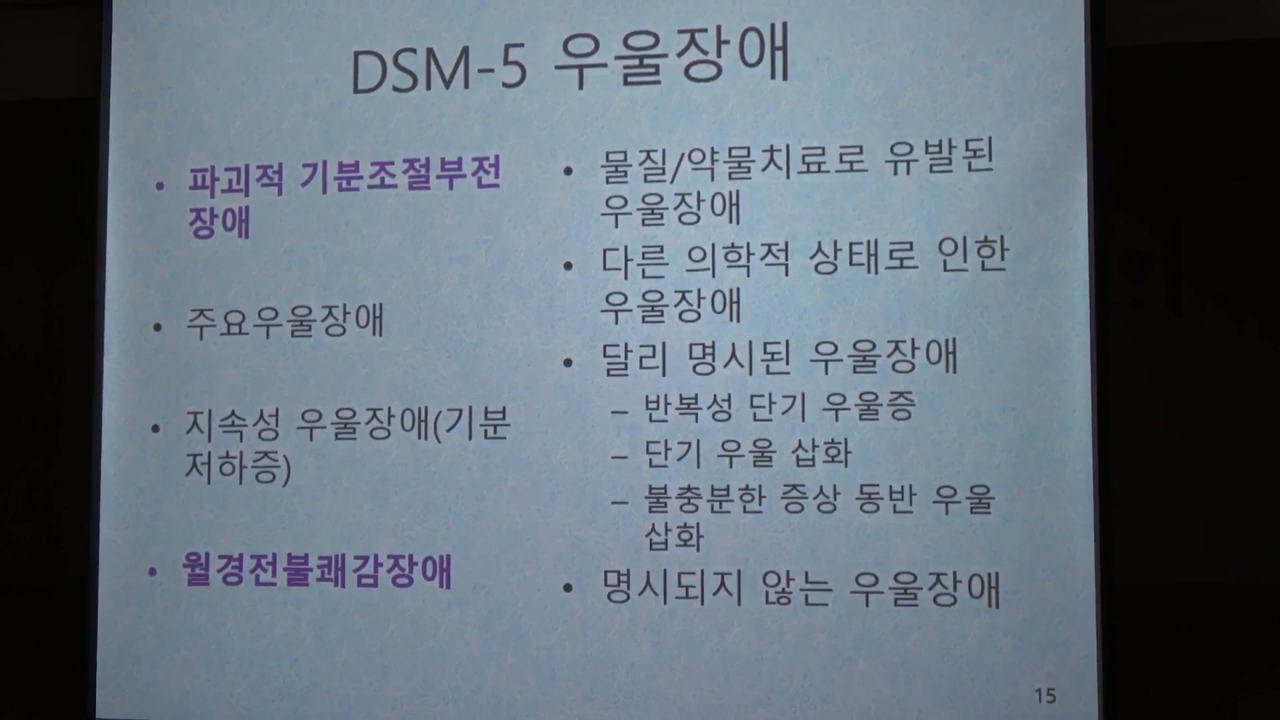 DSM-5 우울장애
• 파괴적 기분조절부전
장애
• 주요우울장애
• 지속성 우울장애(기분
저하증)
• 월경전불쾌감장애
• 물질/약물치료로 유발된
우울장애
• 다른 의학적 상태로 인한
우울장애
• 달리 명시된 우울장애
– 반복성 단기 우울증
– 단기 우울 삽화
– 불충분한 증상 동반 우울
삽화
• 명시되지 않는 우울장애
15